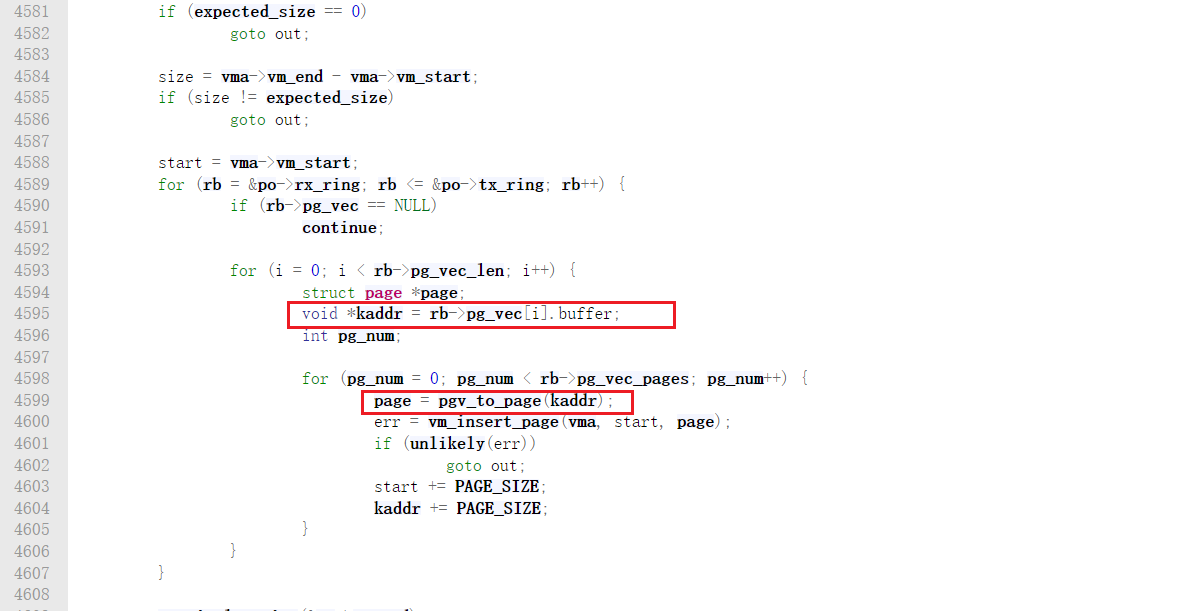 4581 if (expected_size == 0)
4582 goto out;
4583
4584 size = vma->vm_end - vma->vm_start;
4585 if (size != expected_size)
4586 goto out;
4587
4588 start = vma->vm_start;
4589 for (rb = &po->rx_ring; rb <= &po->tx_ring; rb++) {
4590 if (rb->pg_vec == NULL)
4591 continue;
4592
4593 for (i = 0; i < rb->pg_vec_len; i++) {
4594 struct page *page;
4595 void *kaddr = rb->pg_vec[i].buffer;
4596 int pg_num;
4597
4598 for (pg_num = 0; pg_num < rb->pg_vec_pages; pg_num++) {
4599 page = pgv_to_page(kaddr);
4600 err = vm_insert_page(vma, start, page);
4601 if (unlikely(err))
4602 goto out;
4603 start += PAGE_SIZE;
4604 kaddr += PAGE_SIZE;
4605 }
4606 }
4607 }
4608